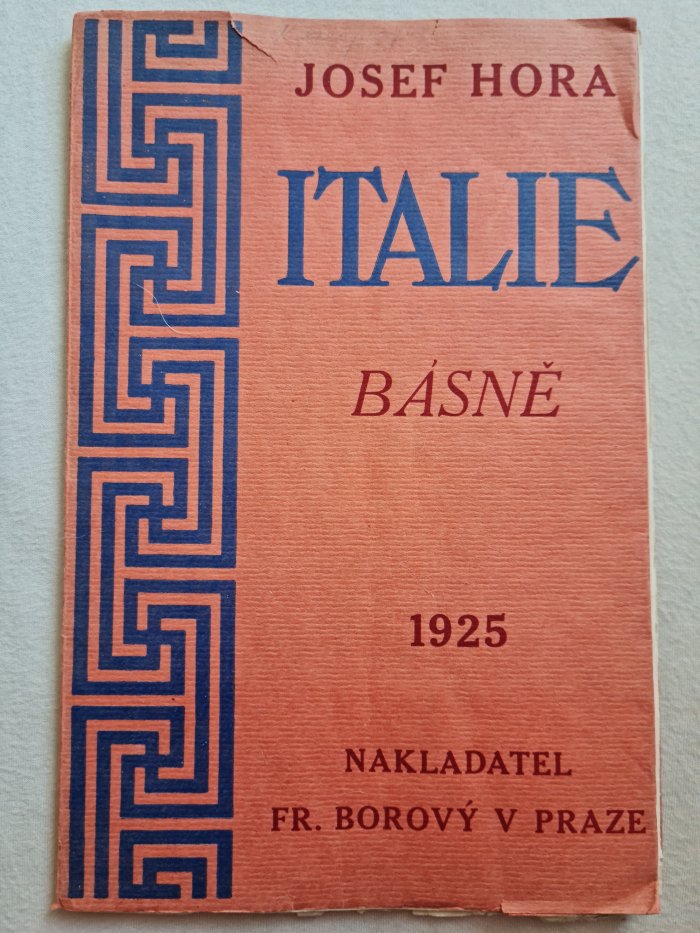 JOSEF HORA
ITALIE
BÁSNĚ
1925
NAKLADATEL
FR. BOROVÝ V PRAZE